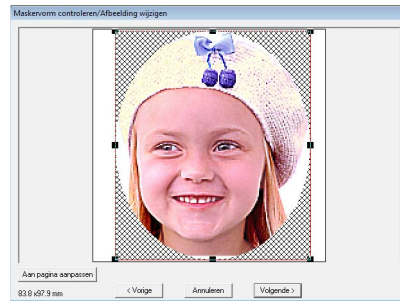 Maskervorm controleren/Afbeelding wijzigen
Aan pagina aanpassen
83.8 x97.9 mm
< Vorige
Annuleren
Volgende >